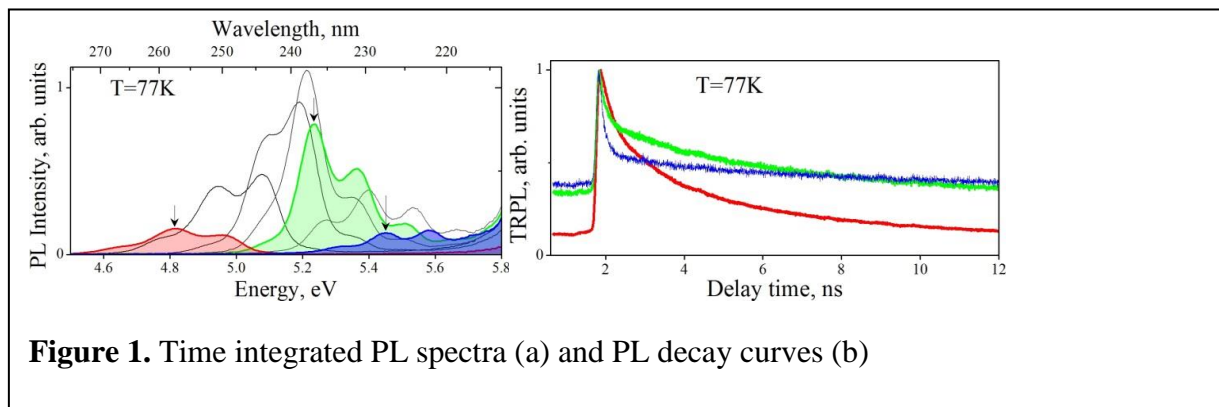 Wavelength, nm
270 260 250 240 230 220
T=77K
PL Intensity, arb. units
1
0
4.6 4.8 5.0 5.2 5.4 5.6 5.8
Energy, eV
T=77K
TRPL, arb. units
1
0
2 4 6 8 10 12
Delay time, ns
Figure 1. Time integrated PL spectra (a) and PL decay curves (b)